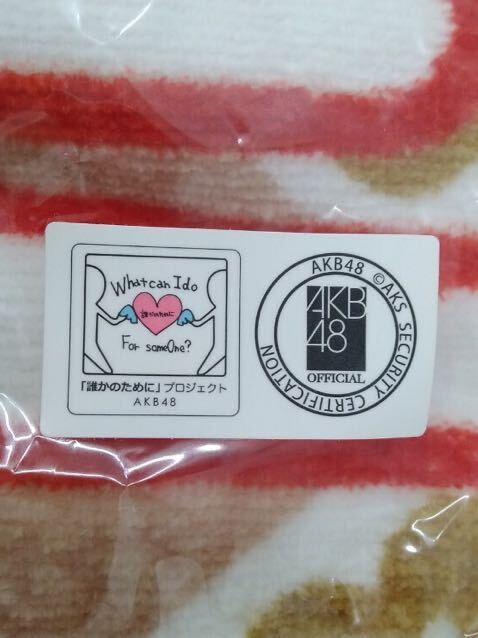 What can I do
誰かのために
For someOne?
「誰かのために」プロジェクト
AKB48
AKB48 ©AKS SECURITY CERTIFICATION
AKB
48
OFFICIAL